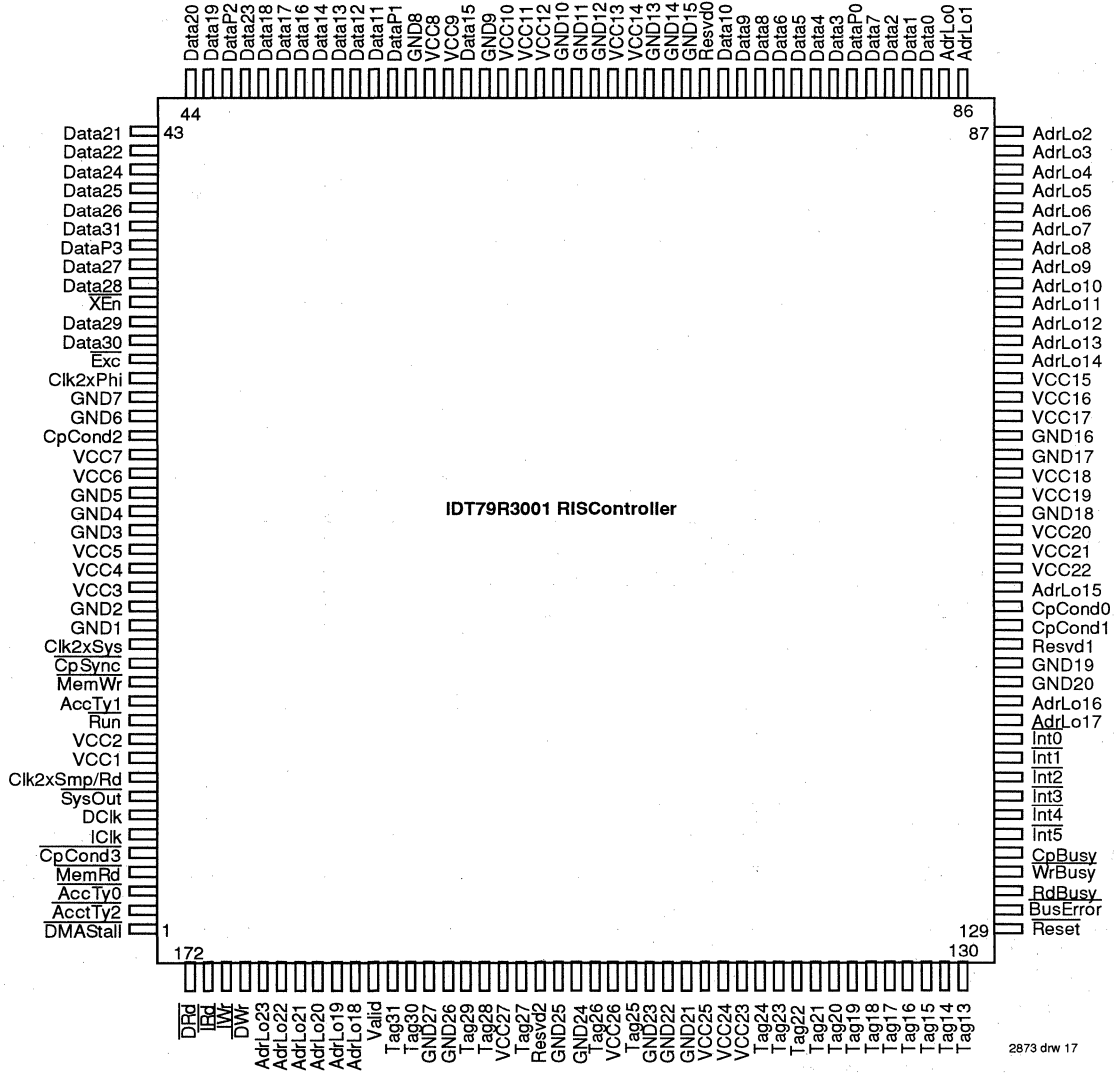 Data20
Data19
DataP2
Data23
Data18
Data17
Data16
Data14
Data13
Data12
Data11
DataP1
GND8
VCC8
VCC9
Data15
GND9
VCC10
VCC11
VCC12
GND10
GND11
GND12
VCC13
VCC14
GND13
GND14
GND15
Resvd0
Data10
Data9
Data8
Data6
Data5
Data4
Data3
DataP0
Data7
Data2
Data1
Data0
AdrLo0
AdrLo1
44
86
43
87
Data21
Data22
Data24
Data25
Data26
Data31
DataP3
Data27
Data28
XEn
Data29
Data30
Exc
Clk2xPhi
GND7
GND6
CpCond2
VCC7
VCC6
GND5
GND4
GND3
VCC5
VCC4
VCC3
GND2
GND1
Clk2xSys
CpSync
MemWr
AccTy1
Run
VCC2
VCC1
Clk2xSmp/Rd
SysOut
DClk
IClk
CpCond3
MemRd
AccTy0
AcctTy2
DMAStall
IDT79R3001 RISController
AdrLo2
AdrLo3
AdrLo4
AdrLo5
AdrLo6
AdrLo7
AdrLo8
AdrLo9
AdrLo10
AdrLo11
AdrLo12
AdrLo13
AdrLo14
VCC15
VCC16
VCC17
GND16
GND17
VCC18
VCC19
GND18
VCC20
VCC21
VCC22
AdrLo15
CpCond0
CpCond1
Resvd1
GND19
GND20
AdrLo16
AdrLo17
Int0
Int1
Int2
Int3
Int4
Int5
CpBusy
WrBusy
RdBusy
BusError
Reset
1
129
172
130
DRd
IRd
IWr
DWr
AdrLo23
AdrLo22
AdrLo21
AdrLo20
AdrLo19
AdrLo18
Valid
Tag31
Tag30
GND27
GND26
Tag29
Tag28
VCC27
Tag27
Resvd2
GND25
GND24
Tag26
VCC26
Tag25
GND23
GND22
GND21
VCC25
VCC24
VCC23
Tag24
Tag23
Tag22
Tag21
Tag20
Tag19
Tag18
Tag17
Tag16
Tag15
Tag14
Tag13
2873 drw 17